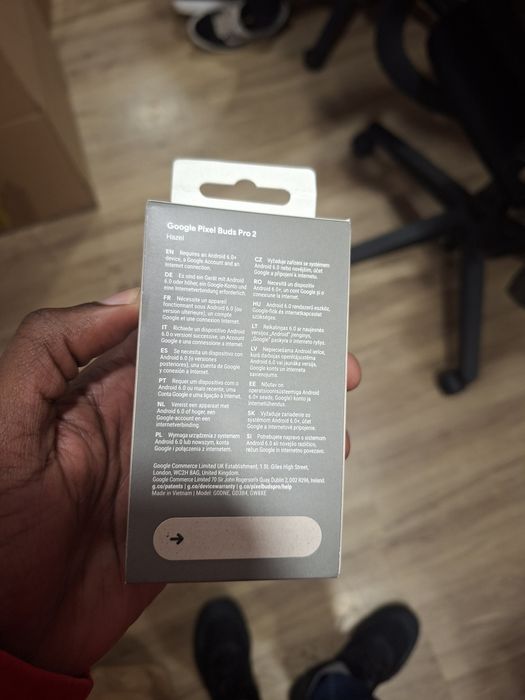 Google Pixel Buds Pro 2
Hazel
EN Requires an Android 6.0+
device, a Google Account and an
internet connection.
DE Es sind ein Gerät mit Android
6.0 oder höher, ein Google-Konto und
eine Internetverbindung erforderlich.
FR Nécessite un appareil
fonctionnant sous Android 6.0 (ou
version ultérieure), un compte
Google et une connexion Internet.
IT Richiede un dispositivo Android
6.0 o versioni successive, un Account
Google e una connessione a internet.
ES Se necesita un dispositivo con
Android 6.0 (o versiones
posteriores), una cuenta de Google
y conexión a Internet.
PT Requer um dispositivo com o
Android 6.0 ou mais recente, uma
Conta Google e uma ligação à Internet.
NL Vereist een apparaat met
Android 6.0 of hoger, een
Google-account en een
internetverbinding.
PL Wymaga urządzenia z systemem
Android 6.0 lub nowszym, konta
Google i połączenia z internetem.
CZ Vyžaduje zařízení se systémem
Android 6.0 nebo novějším, účet
Google a připojení k internetu.
RO Necesită un dispozitiv
Android 6.0+, un cont Google și o
conexiune la internet.
HU Android 6.0 rendszerű eszköz,
Google-fiók és internetkapcsolat
szükséges.
LT Reikalingas 6.0 ar naujesnės
versijos „Android“ įrenginys,
„Google“ paskyra ir interneto ryšys.
LV Nepieciešama Android ierīce,
kurā darbojas operētājsistēma
Android 6.0 vai jaunāka versija,
Google konts un interneta
savienojums.
EE Nõutav on
operatsioonisüsteemiga Android
6.0+ seade, Google'i konto ja
internetiühendus.
SK Vyžaduje zariadenie so
systémom Android 6.0+, účet
Google a internetové pripojenie.
SI Potrebujete napravo s sistemom
Android 6.0 ali novejšo različico,
račun Google in internetno povezavo.
Google Commerce Limited UK Establishment, 1 St. Giles High Street,
London, WC2H 8AG, United Kingdom.
Google Commerce Limited 70 Sir John Rogerson's Quay, Dublin 2, D02 R296, Ireland.
g.co/patents | g.co/devicewarranty | g.co/pixelbudspro/help
Made in Vietnam | Model: G0DNE, GD384, GW6XE